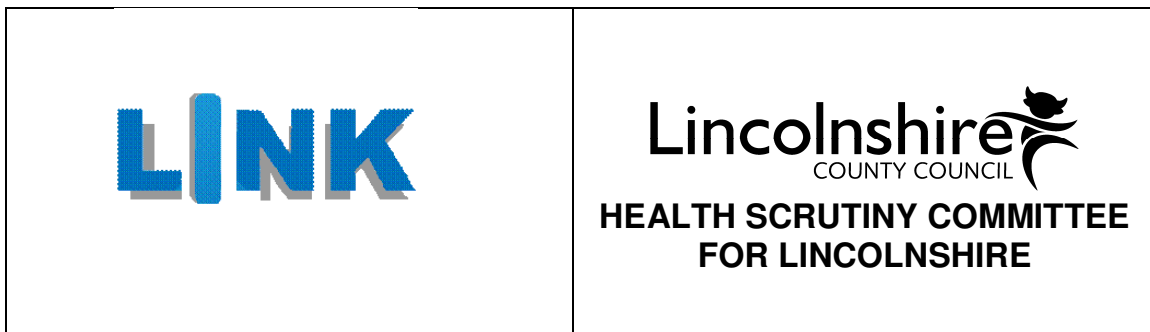 LINK
Lincolnshire
COUNTY COUNCIL
HEALTH SCRUTINY COMMITTEE
FOR LINCOLNSHIRE